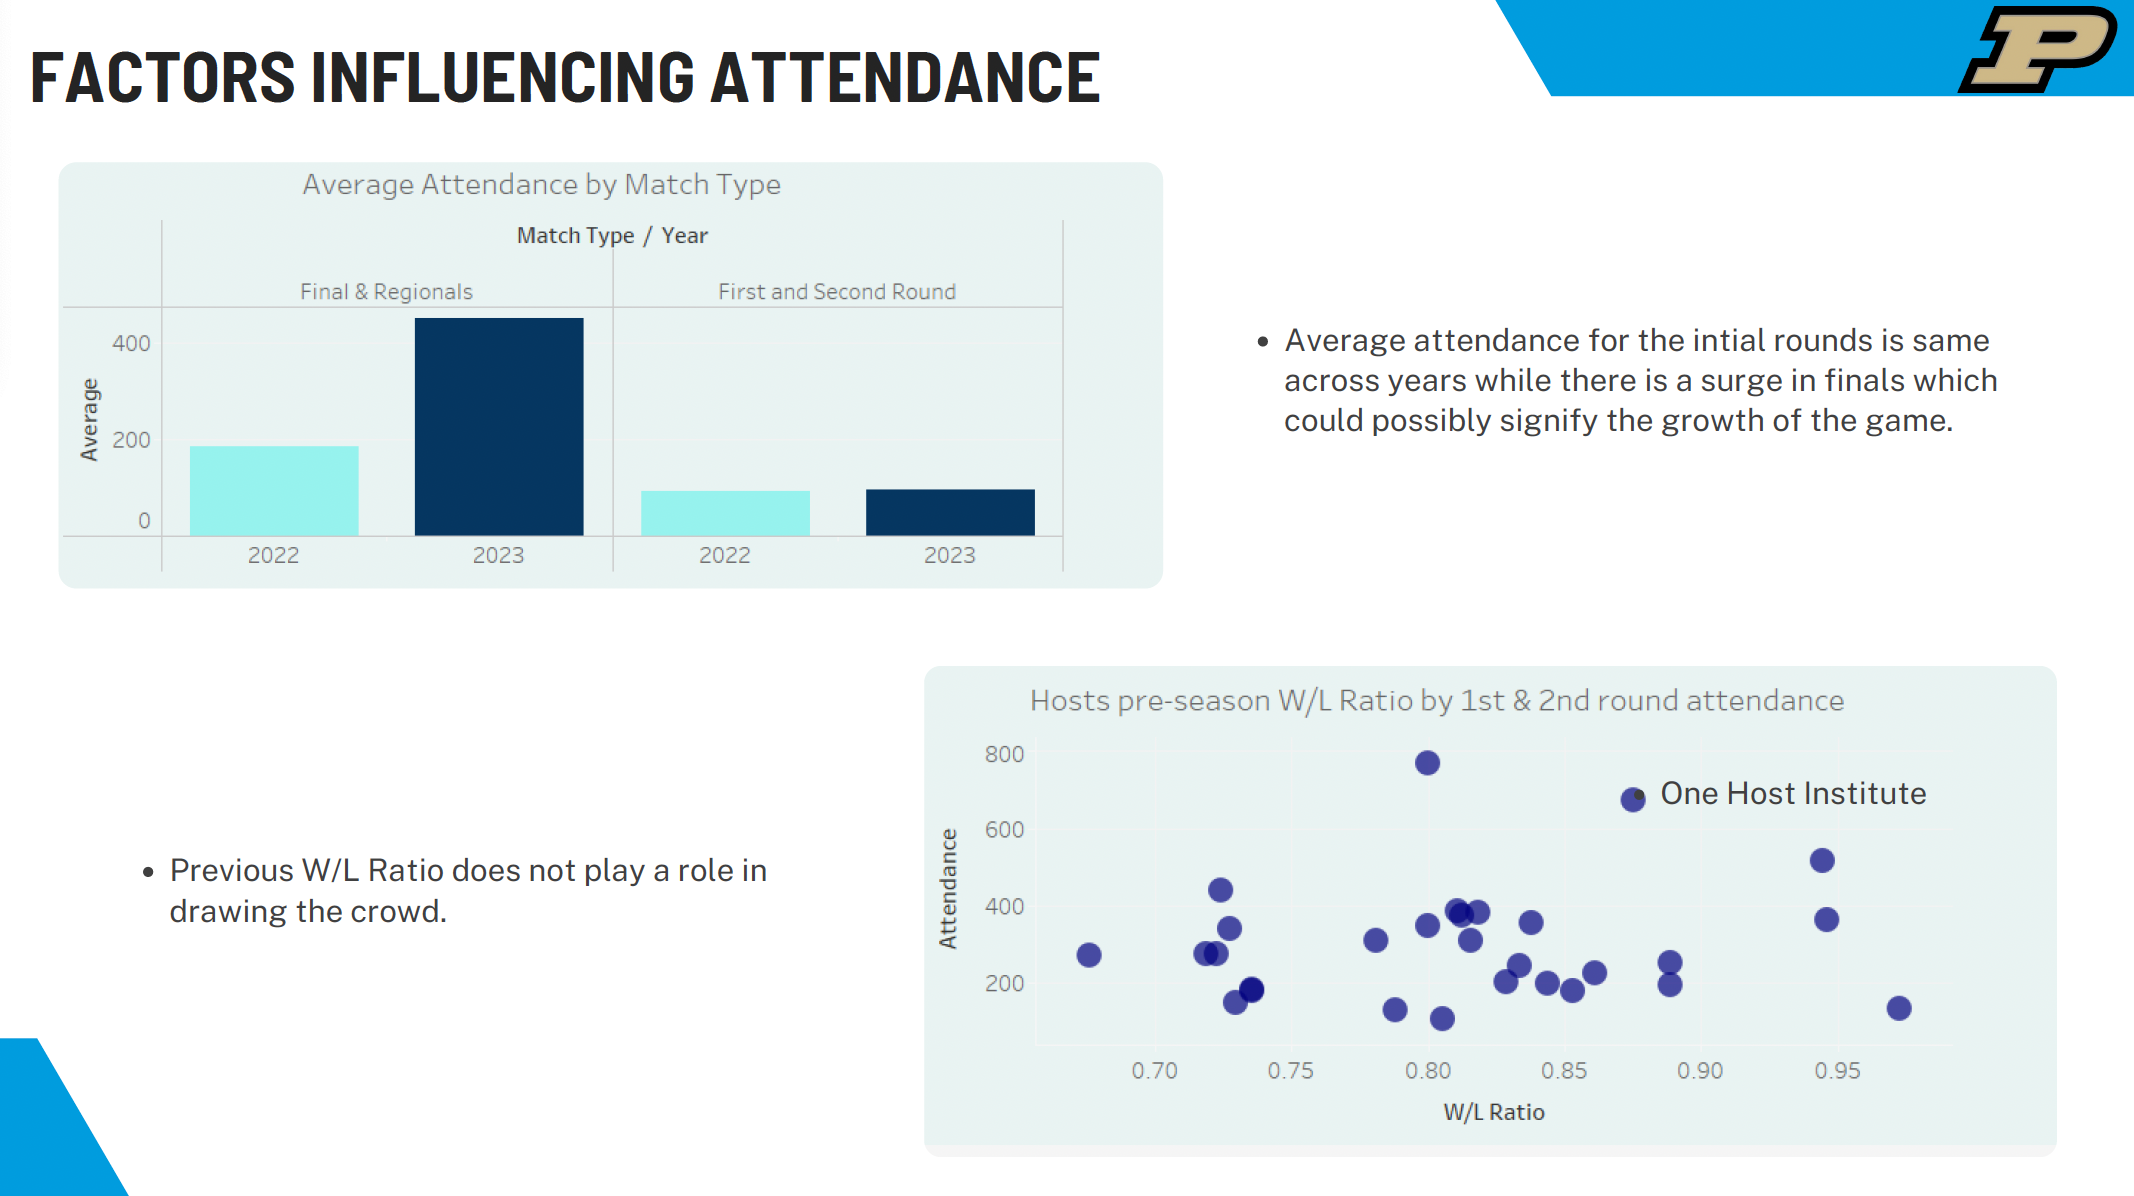 FACTORS INFLUENCING ATTENDANCE
P
Average Attendance by Match Type
Match Type / Year
Final & Regionals
First and Second Round
Average
400
200
0
2022
2023
2022
2023
• Average attendance for the intial rounds is same
across years while there is a surge in finals which
could possibly signify the growth of the game.
• Previous W/L Ratio does not play a role in
drawing the crowd.
Hosts pre-season W/L Ratio by 1st & 2nd round attendance
Attendance
800
600
400
200
• One Host Institute
0.70
0.75
0.80
0.85
0.90
0.95
W/L Ratio